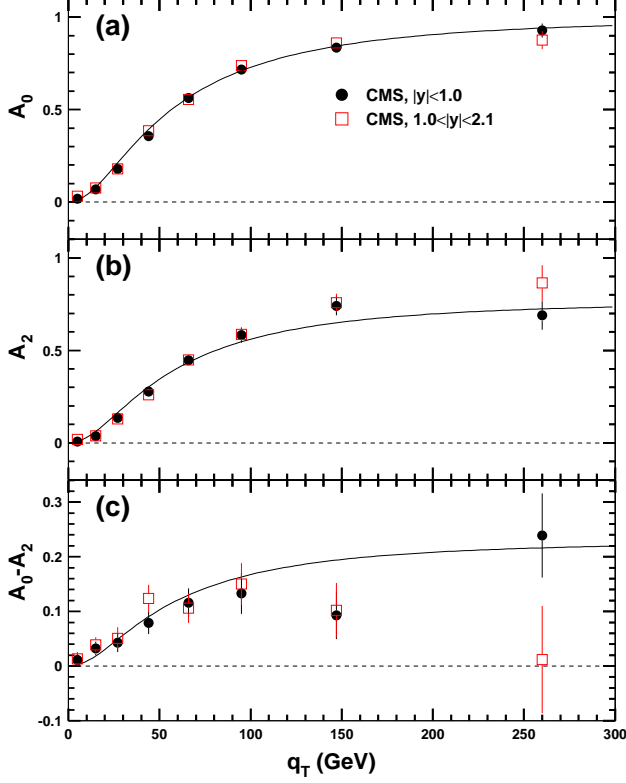 (a)
1
0.5
0
A0
CMS, |y|<1.0
CMS, 1.0<|y|<2.1
(b)
1
0.5
0
A2
(c)
0.3
0.2
0.1
0
-0.1
A0-A2
0 50 100 150 200 250 300
qT (GeV)